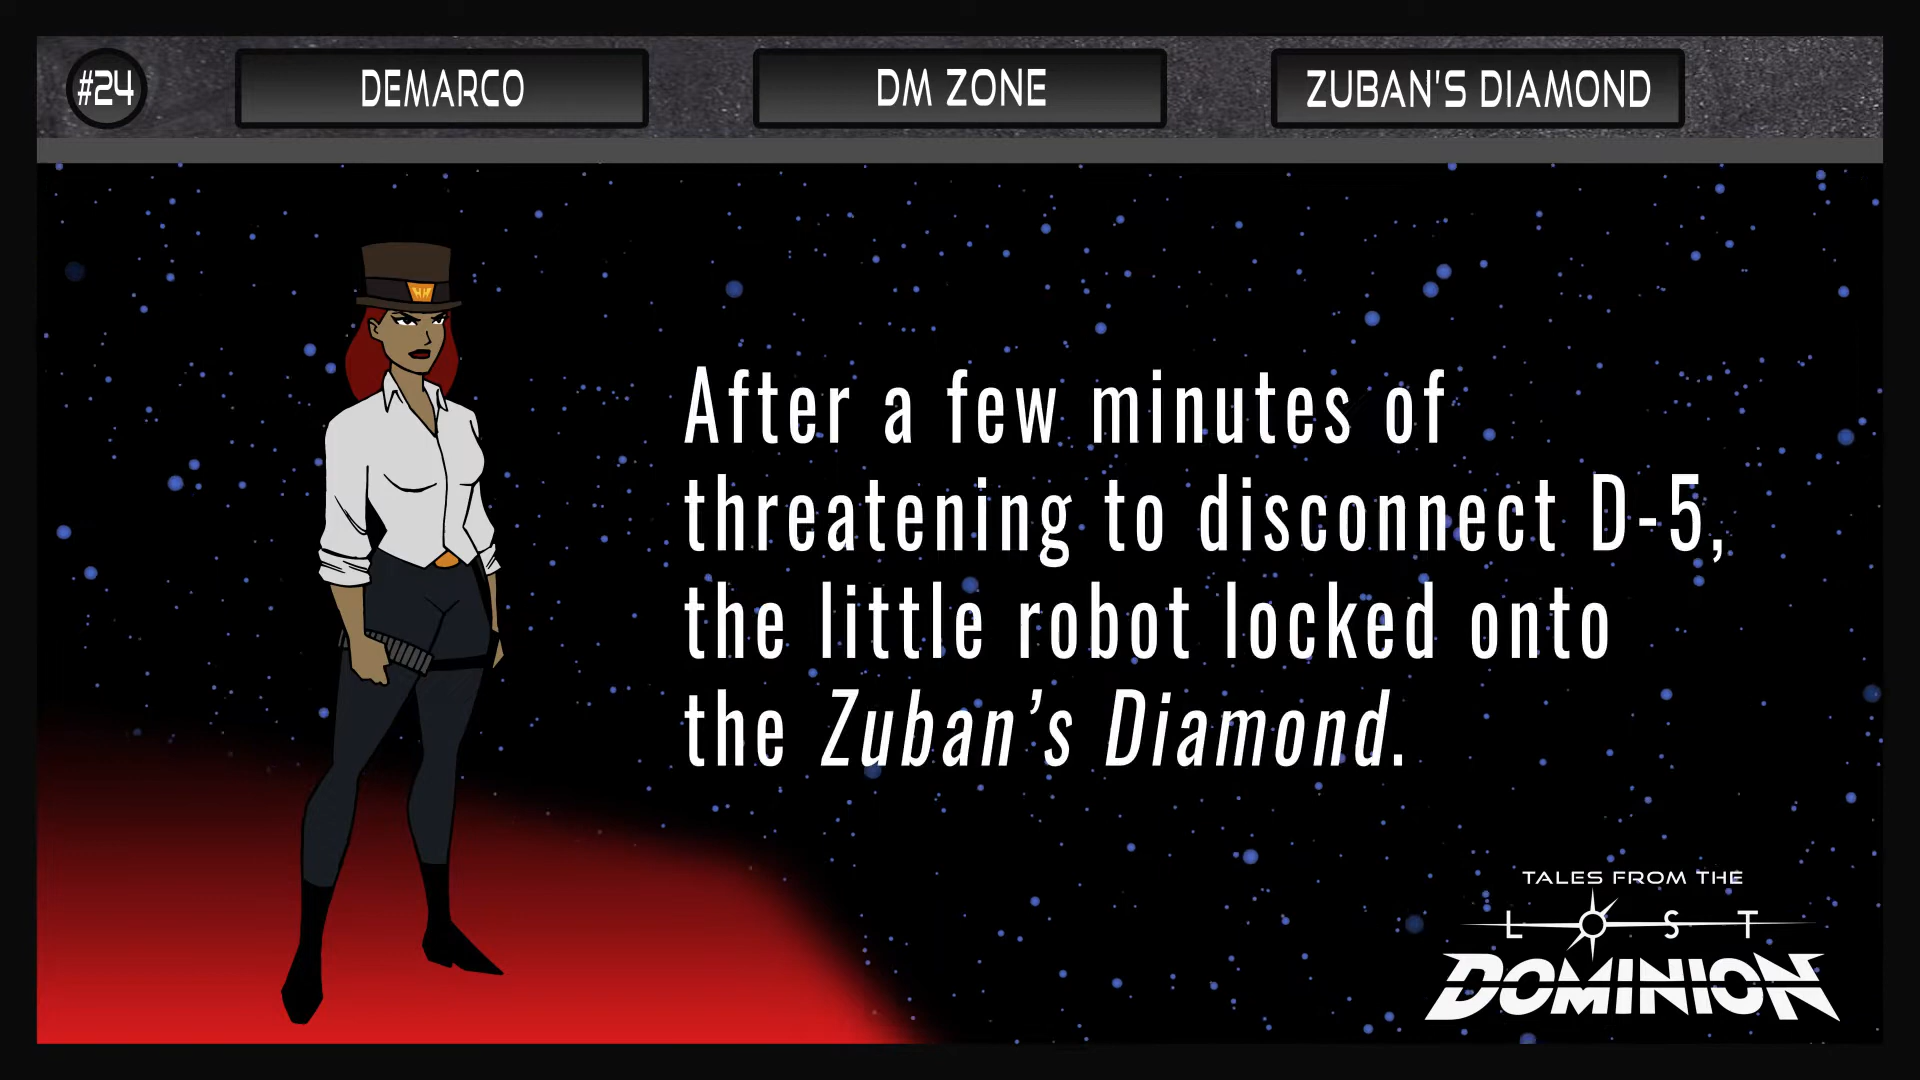 #24
DEMARCO
DM ZONE
ZUBAN'S DIAMOND
After a few minutes of
threatening to disconnect D-5,
the little robot locked onto
the Zuban's Diamond.
TALES FROM THE
LOST
DOMINION